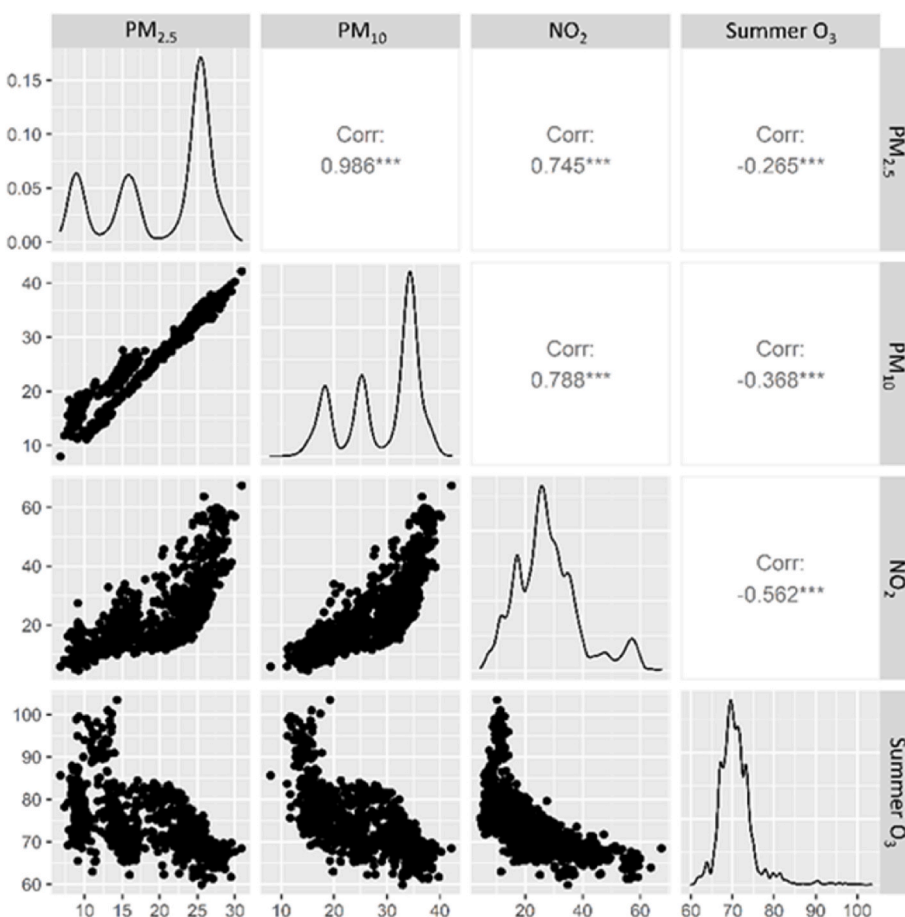 PM2.5 PM10 NO2 Summer O3
0.15
0.10
0.05
0.00
Corr:
0.986***
Corr:
0.745***
Corr:
-0.265***
PM2.5
40
30
20
10
Corr:
0.788***
Corr:
-0.368***
PM10
60
40
20
Corr:
-0.562***
NO2
100
90
80
70
60
Summer O3
10 20 30 10 20 30 40 20 40 60 60 70 80 90 100